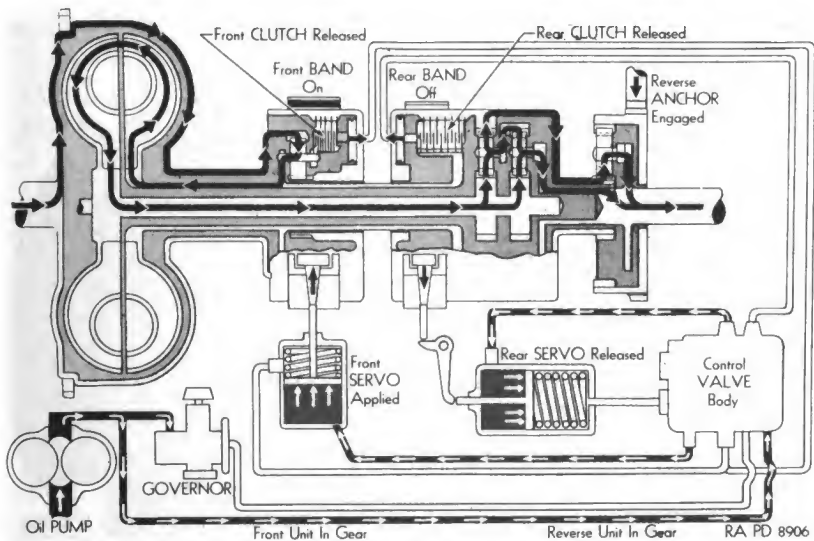 Front CLUTCH Released
Rear CLUTCH Released
Front BAND
On
Rear BAND
Off
Reverse
ANCHOR
Engaged
Front
SERVO
Applied
Rear SERVO Released
Control
VALVE
Body
GOVERNOR
Oil PUMP
Front Unit In Gear
Reverse Unit In Gear
RA PD 8906